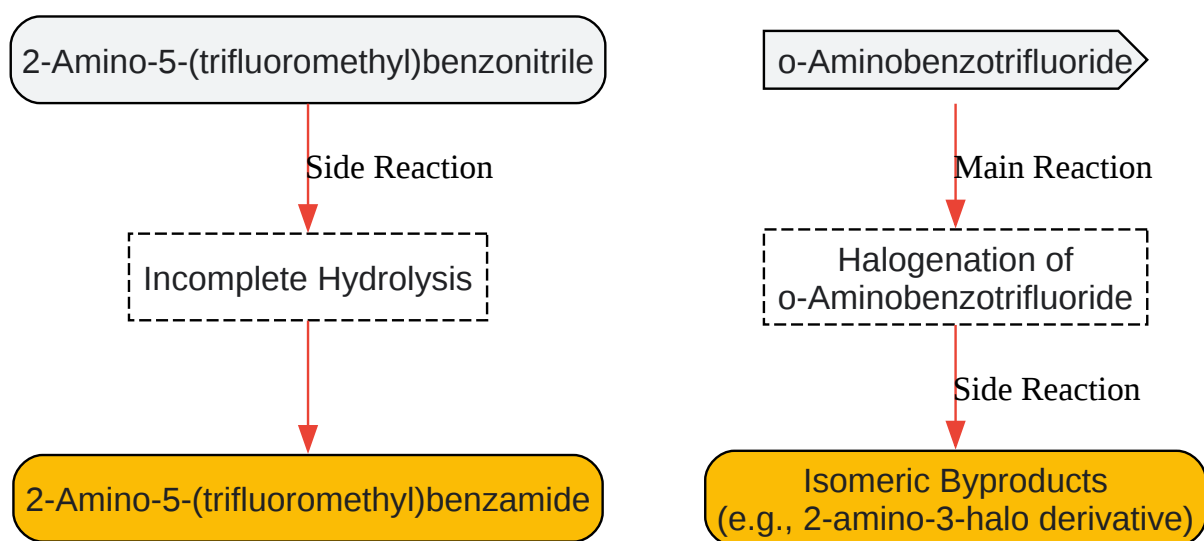 2-Amino-5-(trifluoromethyl)benzonitrile
Side Reaction
Incomplete Hydrolysis
2-Amino-5-(trifluoromethyl)benzamide
o-Aminobenzotrifluoride
Main Reaction
Halogenation of
o-Aminobenzotrifluoride
Side Reaction
Isomeric Byproducts
(e.g., 2-amino-3-halo derivative)